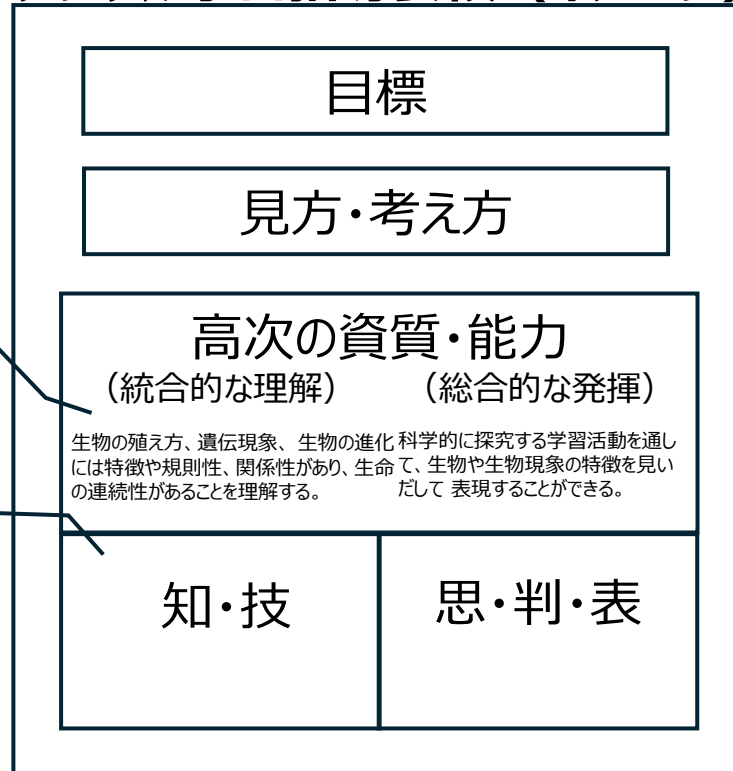 目標
見方・考え方
高次の資質・能力
（統合的な理解）
（総合的な発揮）
生物の殖え方、遺伝現象、生物の進化
には特徴や規則性、関係性があり、生命
の連続性があることを理解する。
科学的に探究する学習活動を通し
て、生物や生物現象の特徴を見い
だして 表現することができる。
知・技
思・判・表